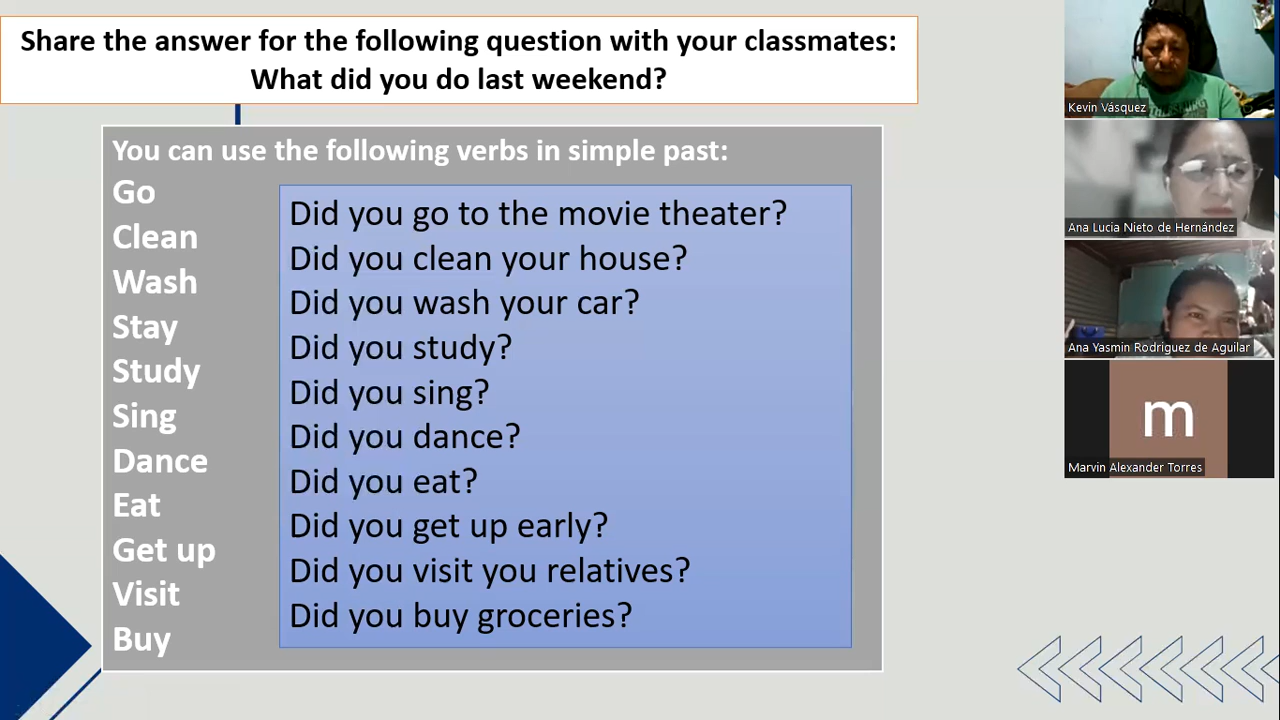 Share the answer for the following question with your classmates:
What did you do last weekend?
You can use the following verbs in simple past:
Go
Clean
Wash
Stay
Study
Sing
Dance
Eat
Get up
Visit
Buy
Did you go to the movie theater?
Did you clean your house?
Did you wash your car?
Did you study?
Did you sing?
Did you dance?
Did you eat?
Did you get up early?
Did you visit you relatives?
Did you buy groceries?
Kevin Vásquez
Ana Lucia Nieto de Hernández
Ana Yasmin Rodriguez de Aguilar
m
Marvin Alexander Torres